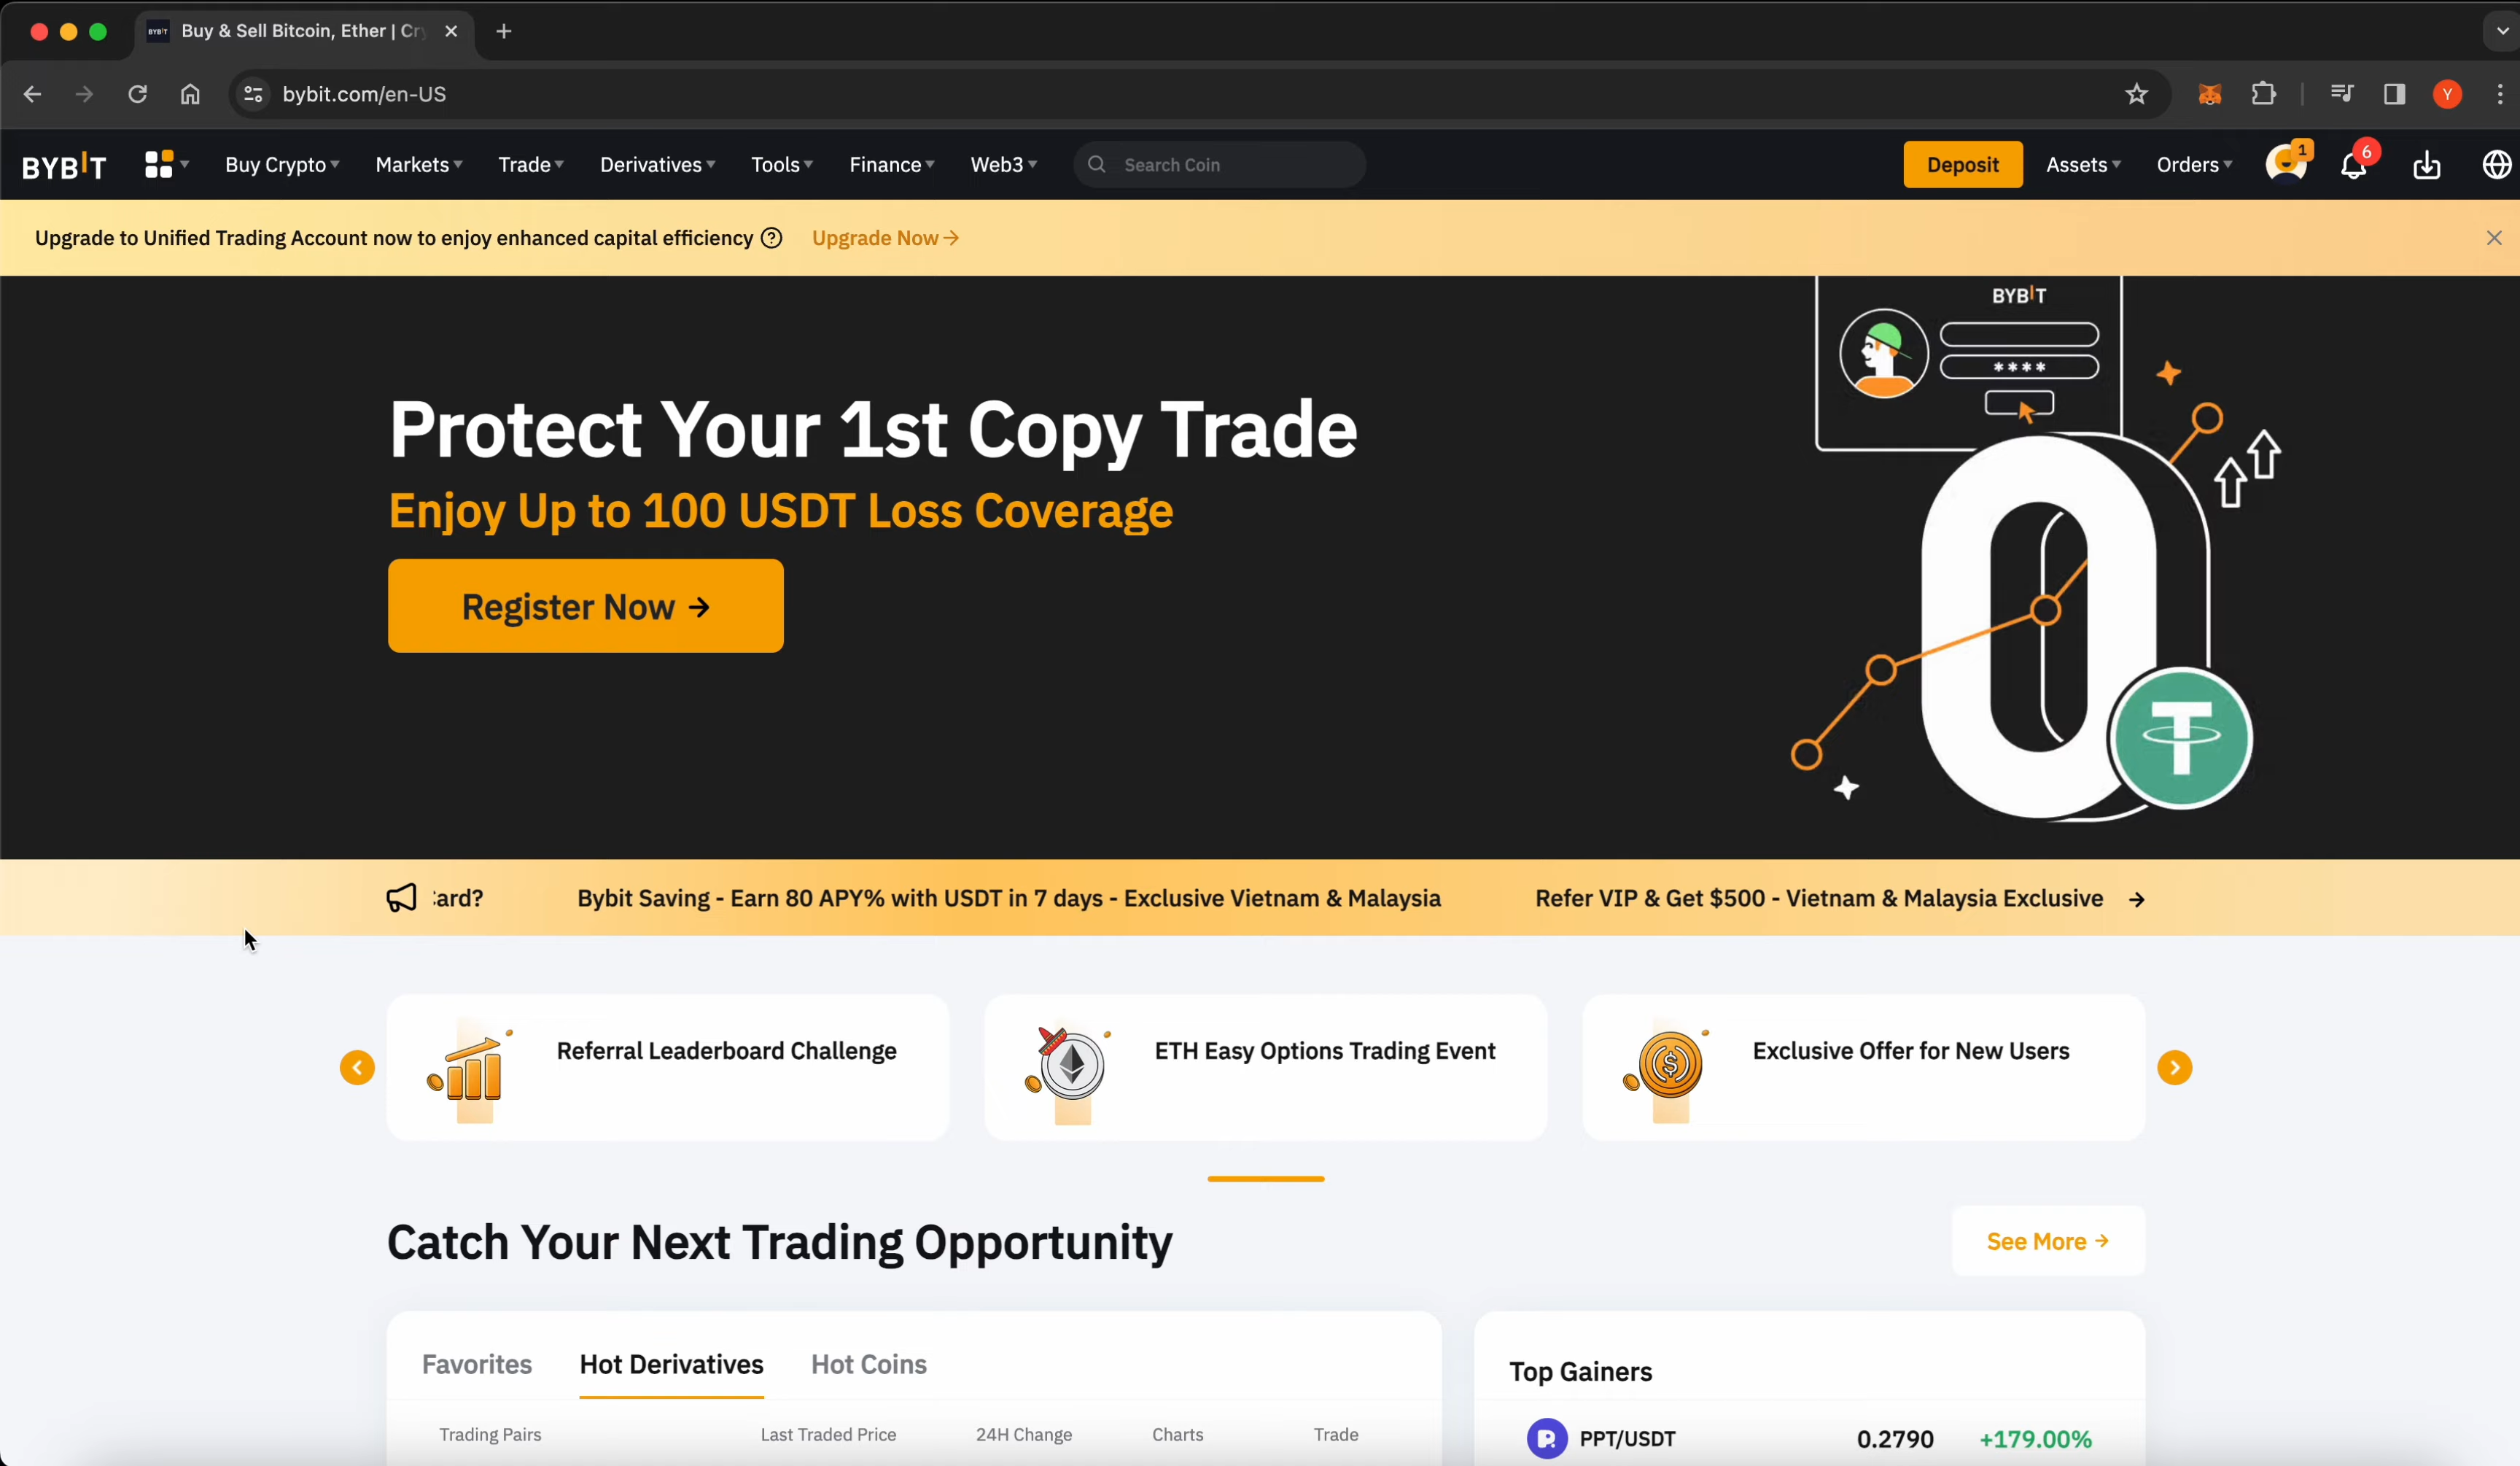 Buy & Sell Bitcoin, Ether | Cry
bybit.com/en-US
Y
BYBIT
Buy Crypto
Markets
Trade
Derivatives
Tools
Finance
Web3
Search Coin
Deposit
Assets
Orders
1
6
Upgrade to Unified Trading Account now to enjoy enhanced capital efficiency
Upgrade Now →
BYBIT
****
Protect Your 1st Copy Trade
Enjoy Up to 100 USDT Loss Coverage
Register Now →
:ard?
Bybit Saving - Earn 80 APY% with USDT in 7 days - Exclusive Vietnam & Malaysia
Refer VIP & Get $500 - Vietnam & Malaysia Exclusive →
Referral Leaderboard Challenge
ETH Easy Options Trading Event
Exclusive Offer for New Users
Catch Your Next Trading Opportunity
See More →
Favorites
Hot Derivatives
Hot Coins
Trading Pairs
Last Traded Price
24H Change
Charts
Trade
Top Gainers
PPT/USDT
0.2790
+179.00%